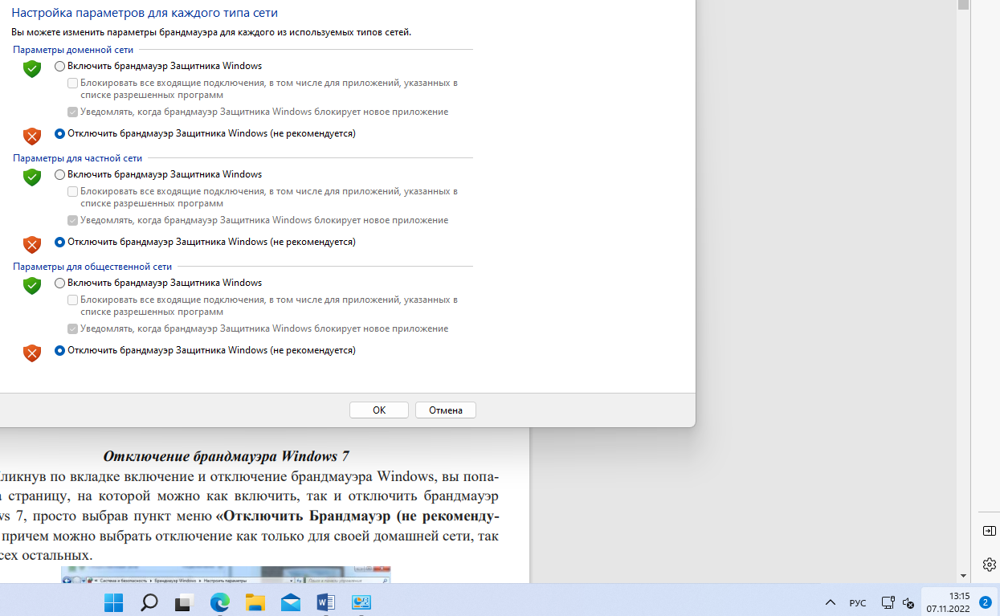 Настройка параметров для каждого типа сети
Вы можете изменить параметры брандмауэра для каждого из используемых типов сетей.
Параметры доменной сети
Включить брандмауэр Защитника Windows
Блокировать все входящие подключения, в том числе для приложений, указанных в
списке разрешенных программ
Уведомлять, когда брандмауэр Защитника Windows блокирует новое приложение
Отключить брандмауэр Защитника Windows (не рекомендуется)
Параметры для частной сети
Включить брандмауэр Защитника Windows
Блокировать все входящие подключения, в том числе для приложений, указанных в
списке разрешенных программ
Уведомлять, когда брандмауэр Защитника Windows блокирует новое приложение
Отключить брандмауэр Защитника Windows (не рекомендуется)
Параметры для общественной сети
Включить брандмауэр Защитника Windows
Блокировать все входящие подключения, в том числе для приложений, указанных в
списке разрешенных программ
Уведомлять, когда брандмауэр Защитника Windows блокирует новое приложение
Отключить брандмауэр Защитника Windows (не рекомендуется)
ОК
Отмена
Отключение брандмауэра Windows 7
ликнув по вкладке включение и отключение брандмауэра Windows, вы попа-
страницу, на которой можно как включить, так и отключить брандмауэр
ws 7, просто выбрав пункт меню «Отключить Брандмауэр (не рекоменду-
причем можно выбрать отключение как только для своей домашней сети, так
сех остальных.
Система и безопасность Брандмауэр Windows Настроить параметры
РУС
13:15
07.11.2022
2